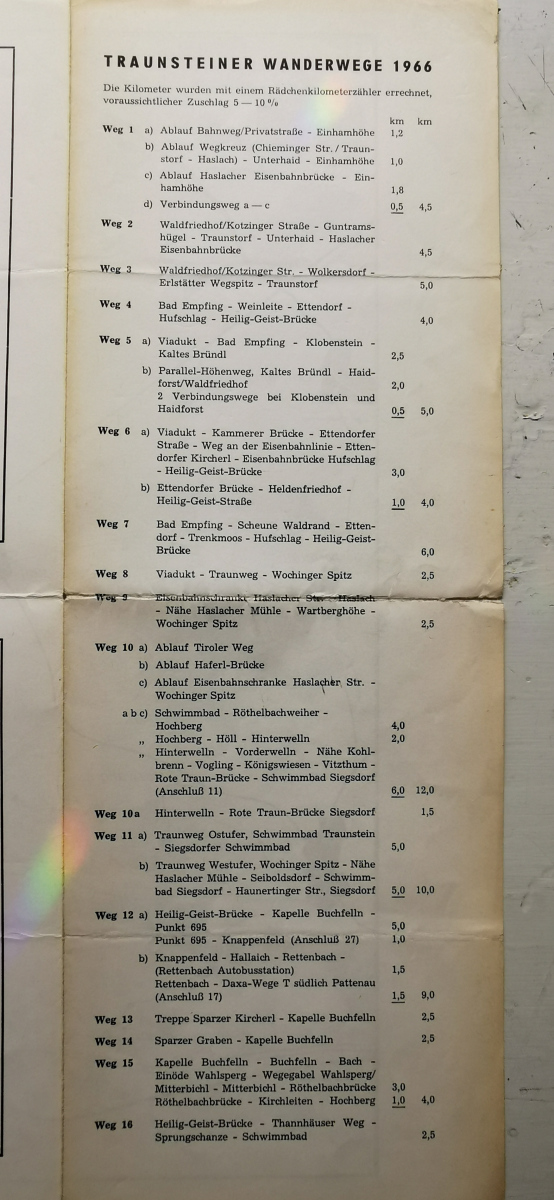 TRAUNSTEINER WANDERWEGE 1966
Die Kilometer wurden mit einem Rädchenkilometerzähler errechnet,
voraussichtlicher Zuschlag 5 — 10 %
km km
Weg 1 a) Ablauf Bahnweg/Privatstraße - Einhamhöhe 1,2
b) Ablauf Wegkreuz (Chieminger Str. / Traun-
storf - Haslach) - Unterhaid - Einhamhöhe 1,0
c) Ablauf Haslacher Eisenbahnbrücke - Ein-
hamhöhe 1,8
d) Verbindungsweg a — c 0,5 4,5
Weg 2 Waldfriedhof/Kotzinger Straße - Guntrams-
hügel - Traunstorf - Unterhaid - Haslacher
Eisenbahnbrücke 4,5
Weg 3 Waldfriedhof/Kotzinger Str. - Wolkersdorf -
Erlstätter Wegspitz - Traunstorf 5,0
Weg 4 Bad Empfing - Weinleite - Ettendorf -
Hufschlag - Heilig-Geist-Brücke 4,0
Weg 5 a) Viadukt - Bad Empfing - Klobenstein -
Kaltes Bründl 2,5
b) Parallel-Höhenweg, Kaltes Bründl - Haid-
forst/Waldfriedhof 2,0
2 Verbindungswege bei Klobenstein und
Haidforst 0,5 5,0
Weg 6 a) Viadukt - Kammerer Brücke - Ettendorfer
Straße - Weg an der Eisenbahnlinie - Etten-
dorfer Kircherl - Eisenbahnbrücke Hufschlag
- Heilig-Geist-Brücke 3,0
b) Ettendorfer Brücke - Heldenfriedhof -
Heilig-Geist-Straße 1,0 4,0
Weg 7 Bad Empfing - Scheune Waldrand - Etten-
dorf - Trenkmoos - Hufschlag - Heilig-Geist-
Brücke 6,0
Weg 8 Viadukt - Traunweg - Wochinger Spitz 2,5
Weg 9 Eisenbahnschranke Haslacher Str. - Haslach
- Nähe Haslacher Mühle - Wartberghöhe -
Wochinger Spitz 2,5
Weg 10 a) Ablauf Tiroler Weg
b) Ablauf Haferl-Brücke
c) Ablauf Eisenbahnschranke Haslacher Str. -
Wochinger Spitz
a b c) Schwimmbad - Röthelbachweiher -
Hochberg 4,0
„ Hochberg - Höll - Hinterwelln 2,0
„ Hinterwelln - Vorderwelln - Nähe Kohl-
brenn - Vogling - Königswiesen - Vitzthum -
Rote Traun-Brücke - Schwimmbad Siegsdorf
(Anschluß 11) 6,0 12,0
Weg 10a Hinterwelln - Rote Traun-Brücke Siegsdorf 1,5
Weg 11 a) Traunweg Ostufer, Schwimmbad Traunstein
- Siegsdorfer Schwimmbad 5,0
b) Traunweg Westufer, Wochinger Spitz - Nähe
Haslacher Mühle - Seiboldsdorf - Schwimm-
bad Siegsdorf - Haunertinger Str., Siegsdorf 5,0 10,0
Weg 12 a) Heilig-Geist-Brücke - Kapelle Buchfelln -
Punkt 695 5,0
Punkt 695 - Knappenfeld (Anschluß 27) 1,0
b) Knappenfeld - Hallaich - Rettenbach -
(Rettenbach Autobusstation) 1,5
Rettenbach - Daxa-Wege T südlich Pattenau
(Anschluß 17) 1,5 9,0
Weg 13 Treppe Sparzer Kircherl - Kapelle Buchfelln 2,5
Weg 14 Sparzer Graben - Kapelle Buchfelln 2,5
Weg 15 Kapelle Buchfelln - Buchfelln - Bach -
Einöde Wahlsperg - Wegegabel Wahlsperg/
Mitterbichl - Mitterbichl - Röthelbachbrücke 3,0
Röthelbachbrücke - Kirchleiten - Hochberg 1,0 4,0
Weg 16 Heilig-Geist-Brücke - Thannhäuser Weg -
Sprungschanze - Schwimmbad 2,5